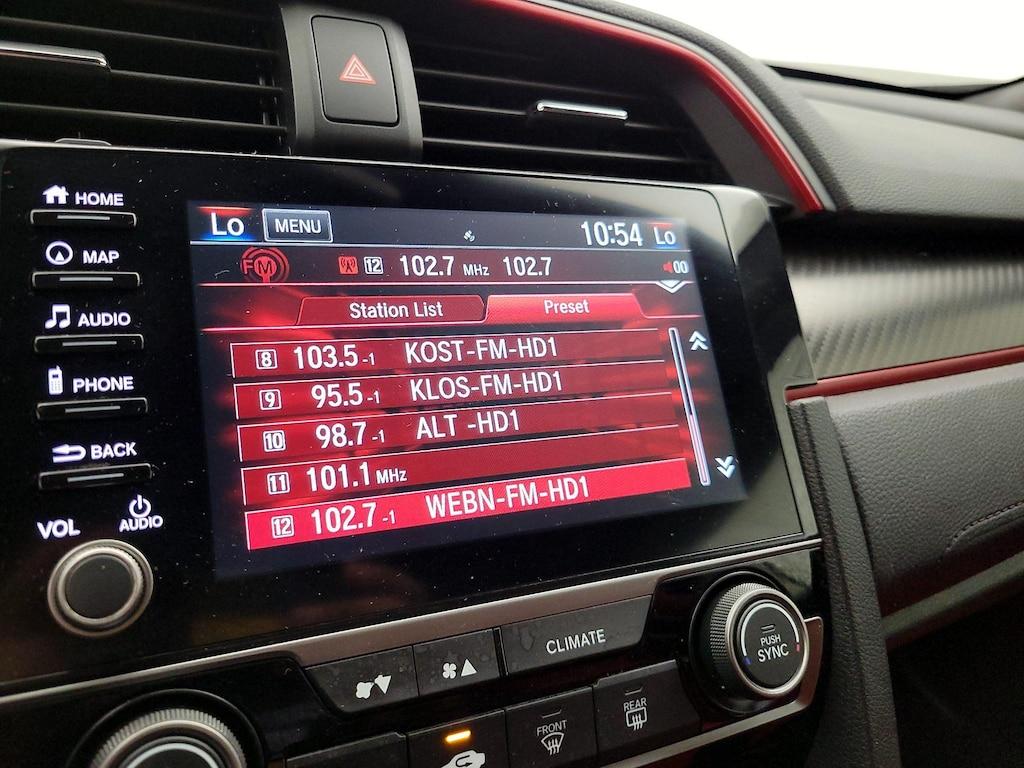 HOME
MAP
AUDIO
PHONE
BACK
VOL
AUDIO
Lo MENU 10:54 Lo
FM 12 102.7 MHz 102.7 00
Station List Preset
8 103.5-1 KOST-FM-HD1
9 95.5-1 KLOS-FM-HD1
10 98.7-1 ALT -HD1
11 101.1 MHz
12 102.7-1 WEBN-FM-HD1
CLIMATE
PUSH
SYNC
FRONT
REAR